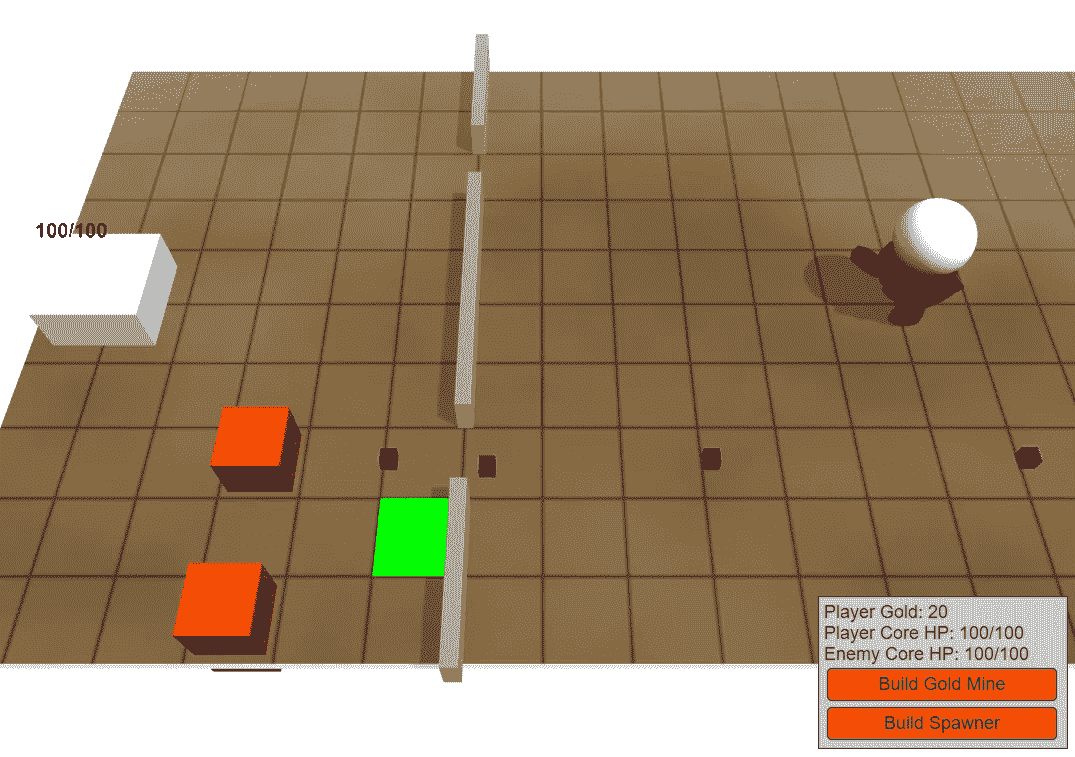 100/100
Player Gold: 20
Player Core HP: 100/100
Enemy Core HP: 100/100
Build Gold Mine
Build Spawner